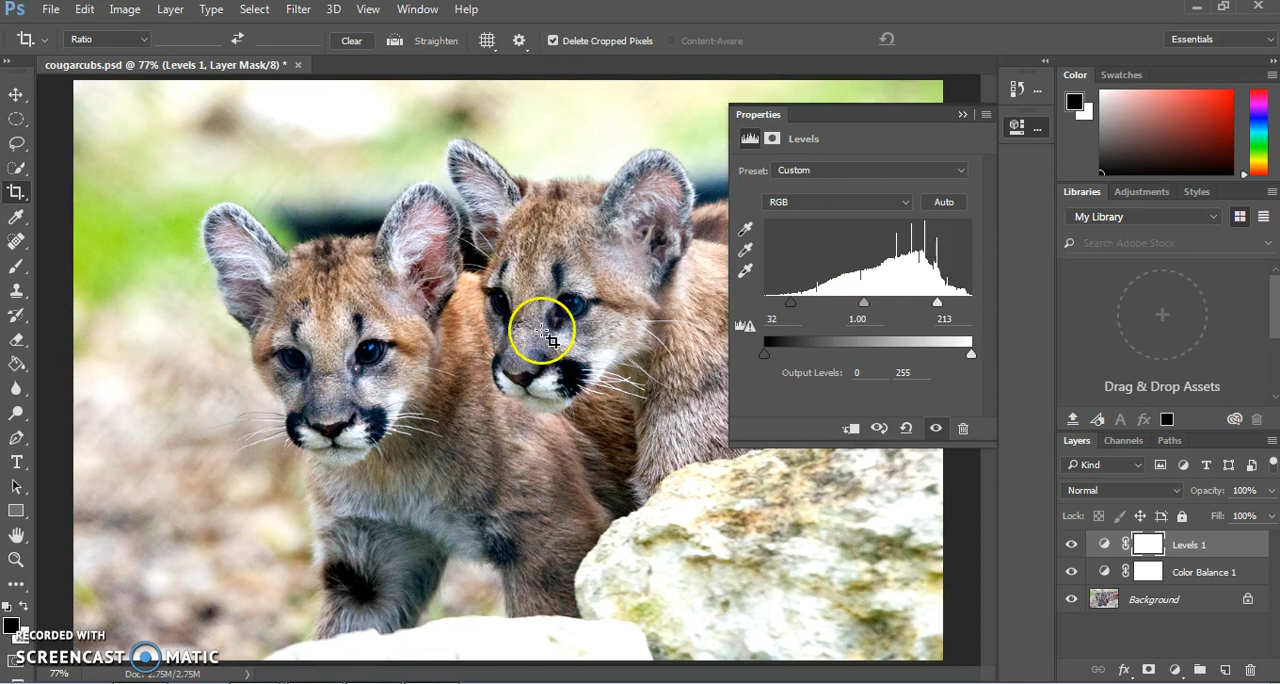 Ps File Edit Image Layer Type Select Filter 3D View Window Help
Ratio Clear Straighten Delete Cropped Pixels Content-Aware Essentials
cougarcubs.psd @ 77% (Levels 1, Layer Mask/8) * ×
Color Swatches
Properties
Levels
Preset: Custom
RGB Auto
32 1.00 213
Output Levels: 0 255
Libraries Adjustments Styles
My Library
Search Adobe Stock
Drag & Drop Assets
Layers Channels Paths
Kind
Normal Opacity: 100%
Lock: Fill: 100%
Levels 1
Color Balance 1
Background
RECORDED WITH
SCREENCAST MATIC
77% Doc: 2.75M/2.75M